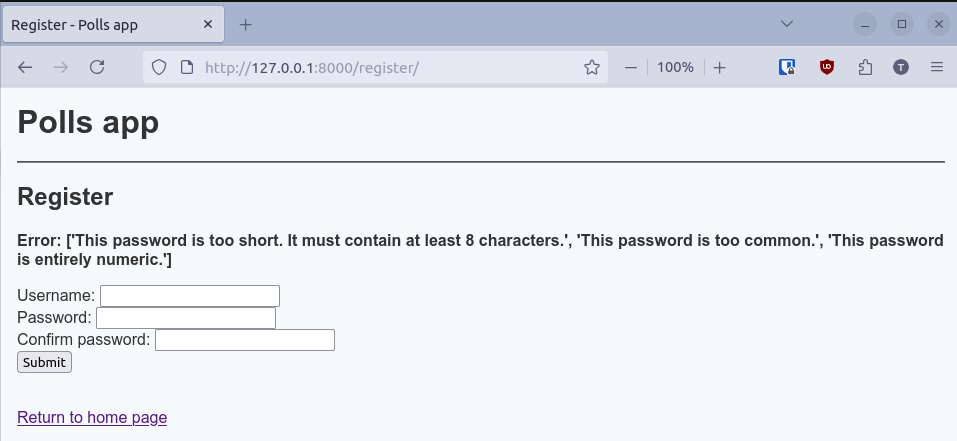 Register - Polls app
http://127.0.0.1:8000/register/
100%
T
Polls app
Register
Error: ['This password is too short. It must contain at least 8 characters.', 'This password is too common.', 'This password
is entirely numeric.']
Username:
Password:
Confirm password:
Submit
Return to home page